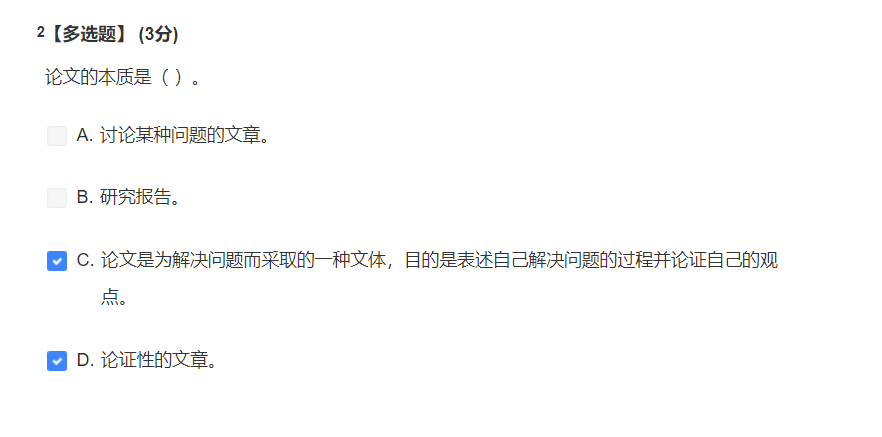 2【多选题】 (3分)
论文的本质是（ ）。
A. 讨论某种问题的文章。
B. 研究报告。
C. 论文是为解决问题而采取的一种文体，目的是表述自己解决问题的过程并论证自己的观
点。
D. 论证性的文章。